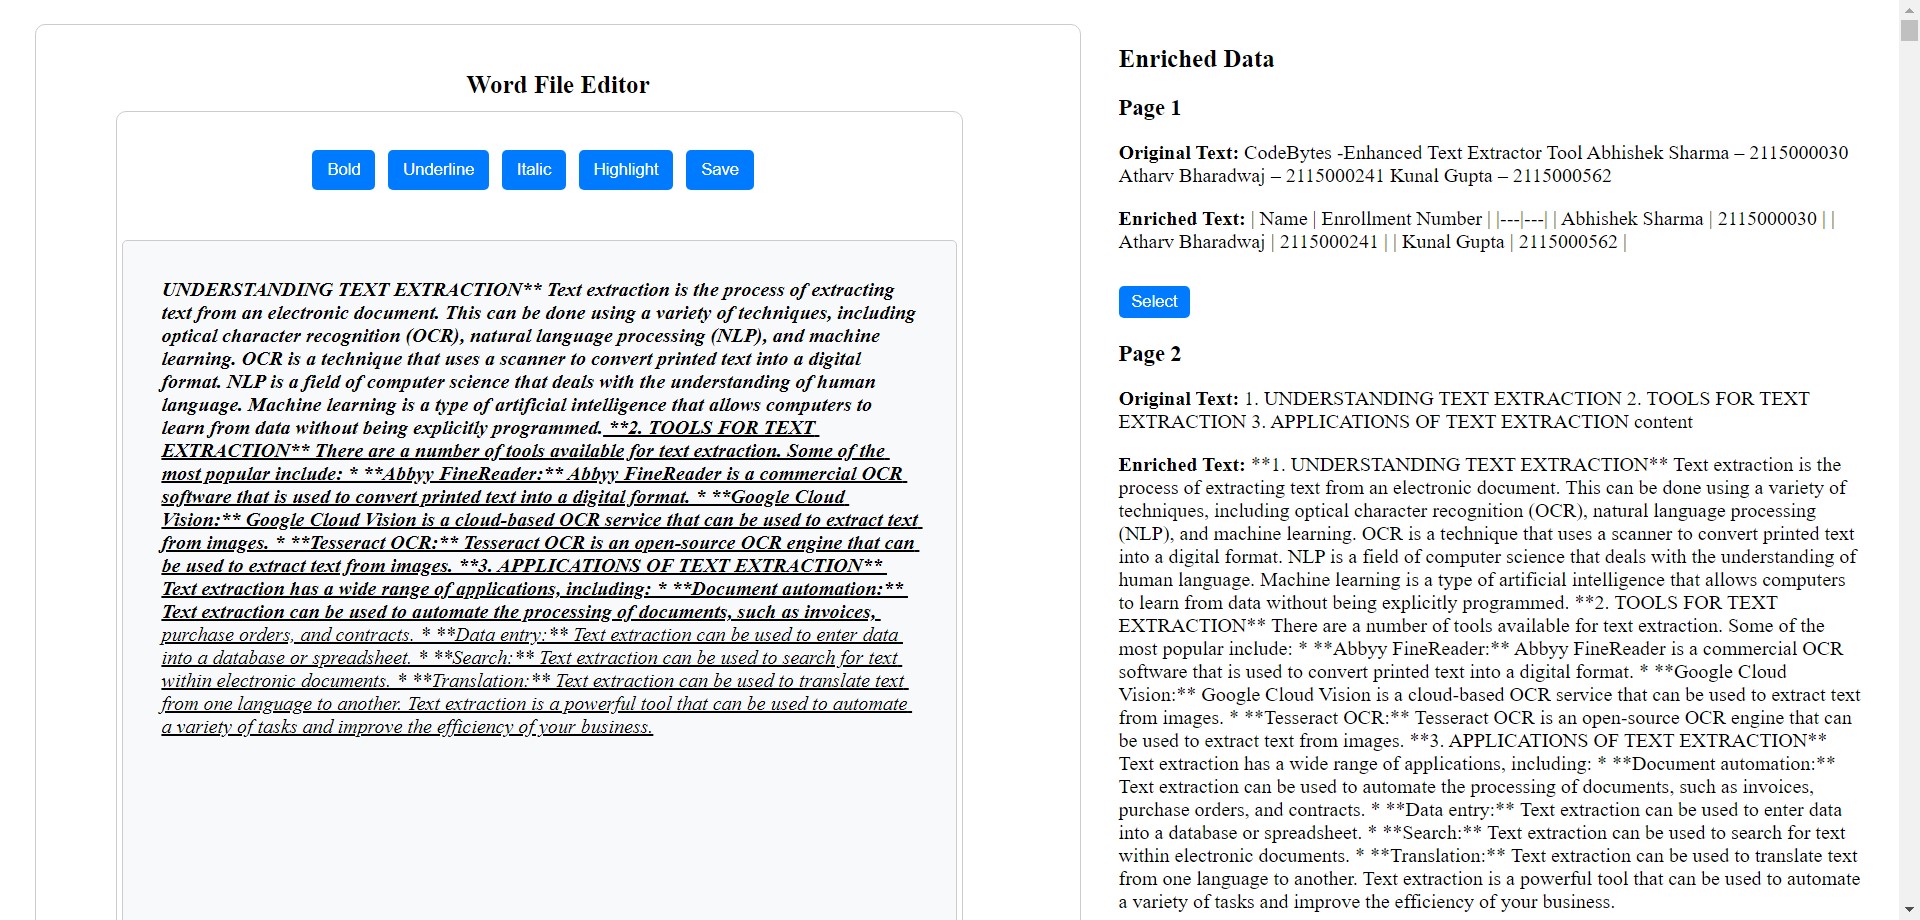 Word File Editor
Bold Underline Italic Highlight Save
UNDERSTANDING TEXT EXTRACTION** Text extraction is the process of extracting
text from an electronic document. This can be done using a variety of techniques, including
optical character recognition (OCR), natural language processing (NLP), and machine
learning. OCR is a technique that uses a scanner to convert printed text into a digital
format. NLP is a field of computer science that deals with the understanding of human
language. Machine learning is a type of artificial intelligence that allows computers to
learn from data without being explicitly programmed. **2. TOOLS FOR TEXT
EXTRACTION** There are a number of tools available for text extraction. Some of the
most popular include: * **Abbyy FineReader:** Abbyy FineReader is a commercial OCR
software that is used to convert printed text into a digital format. * **Google Cloud
Vision:** Google Cloud Vision is a cloud-based OCR service that can be used to extract text
from images. * **Tesseract OCR:** Tesseract OCR is an open-source OCR engine that can
be used to extract text from images. **3. APPLICATIONS OF TEXT EXTRACTION**
Text extraction has a wide range of applications, including: * **Document automation:**
Text extraction can be used to automate the processing of documents, such as invoices,
purchase orders, and contracts. * **Data entry:** Text extraction can be used to enter data
into a database or spreadsheet. * **Search:** Text extraction can be used to search for text
within electronic documents. * **Translation:** Text extraction can be used to translate text
from one language to another. Text extraction is a powerful tool that can be used to automate
a variety of tasks and improve the efficiency of your business.
Enriched Data
Page 1
Original Text: CodeBytes -Enhanced Text Extractor Tool Abhishek Sharma – 2115000030
Atharv Bharadwaj – 2115000241 Kunal Gupta – 2115000562
Enriched Text: | Name | Enrollment Number | |---|---| | Abhishek Sharma | 2115000030 | |
Atharv Bharadwaj | 2115000241 | | Kunal Gupta | 2115000562 |
Select
Page 2
Original Text: 1. UNDERSTANDING TEXT EXTRACTION 2. TOOLS FOR TEXT
EXTRACTION 3. APPLICATIONS OF TEXT EXTRACTION content
Enriched Text: **1. UNDERSTANDING TEXT EXTRACTION** Text extraction is the
process of extracting text from an electronic document. This can be done using a variety of
techniques, including optical character recognition (OCR), natural language processing
(NLP), and machine learning. OCR is a technique that uses a scanner to convert printed text
into a digital format. NLP is a field of computer science that deals with the understanding of
human language. Machine learning is a type of artificial intelligence that allows computers
to learn from data without being explicitly programmed. **2. TOOLS FOR TEXT
EXTRACTION** There are a number of tools available for text extraction. Some of the
most popular include: * **Abbyy FineReader:** Abbyy FineReader is a commercial OCR
software that is used to convert printed text into a digital format. * **Google Cloud
Vision:** Google Cloud Vision is a cloud-based OCR service that can be used to extract text
from images. * **Tesseract OCR:** Tesseract OCR is an open-source OCR engine that can
be used to extract text from images. **3. APPLICATIONS OF TEXT EXTRACTION**
Text extraction has a wide range of applications, including: * **Document automation:**
Text extraction can be used to automate the processing of documents, such as invoices,
purchase orders, and contracts. * **Data entry:** Text extraction can be used to enter data
into a database or spreadsheet. * **Search:** Text extraction can be used to search for text
within electronic documents. * **Translation:** Text extraction can be used to translate text
from one language to another. Text extraction is a powerful tool that can be used to automate
a variety of tasks and improve the efficiency of your business.